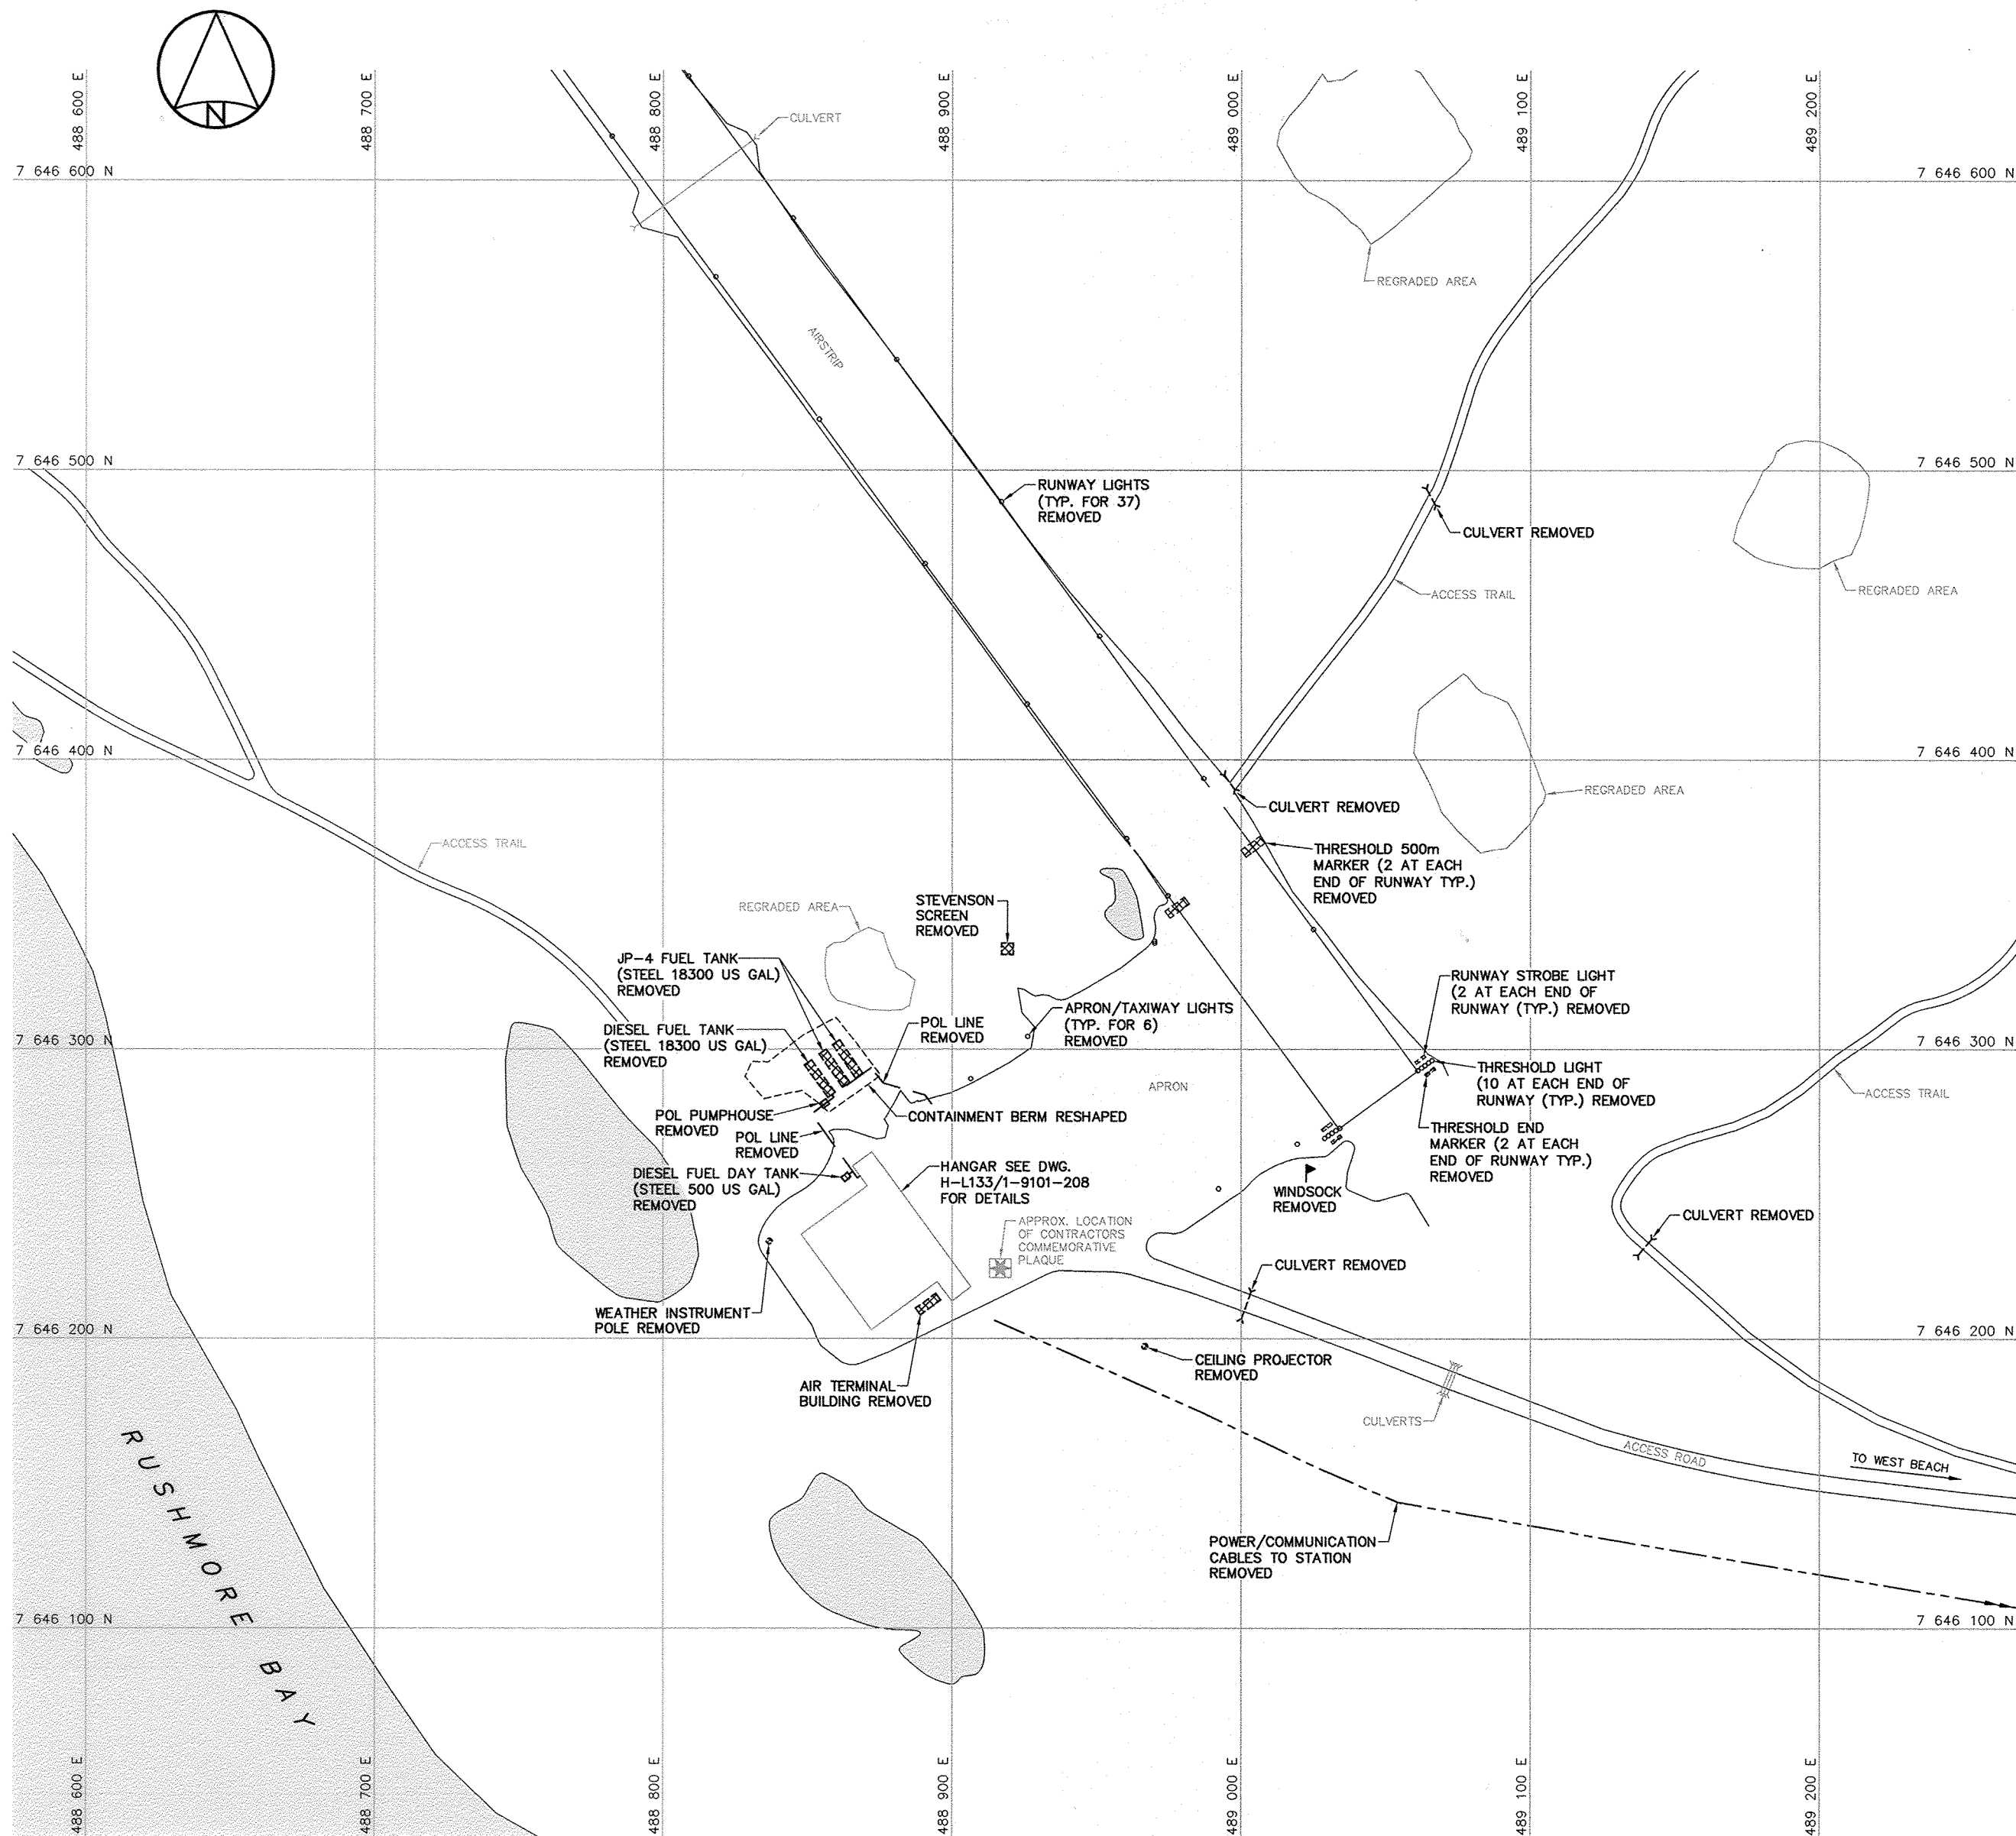 N
488 600 E
488 700 E
488 800 E
488 900 E
489 000 E
489 100 E
489 200 E
CULVERT
7 646 600 N
7 646 600 N
REGRADED AREA
AIRSTRIP
7 646 500 N
7 646 500 N
RUNWAY LIGHTS
(TYP. FOR 37)
REMOVED
CULVERT REMOVED
ACCESS TRAIL
REGRADED AREA
7 646 400 N
7 646 400 N
REGRADED AREA
CULVERT REMOVED
ACCESS TRAIL
THRESHOLD 500m
MARKER (2 AT EACH
END OF RUNWAY TYP.)
REMOVED
REGRADED AREA
STEVENSON
SCREEN
REMOVED
JP-4 FUEL TANK
(STEEL 18300 US GAL)
REMOVED
RUNWAY STROBE LIGHT
(2 AT EACH END OF
RUNWAY (TYP.) REMOVED
APRON/TAXIWAY LIGHTS
(TYP. FOR 6)
REMOVED
POL LINE
REMOVED
DIESEL FUEL TANK
(STEEL 18300 US GAL)
REMOVED
7 646 300 N
7 646 300 N
THRESHOLD LIGHT
(10 AT EACH END OF
RUNWAY (TYP.) REMOVED
APRON
ACCESS TRAIL
POL PUMPHOUSE
REMOVED
CONTAINMENT BERM RESHAPED
THRESHOLD END
MARKER (2 AT EACH
END OF RUNWAY TYP.)
REMOVED
POL LINE
REMOVED
DIESEL FUEL DAY TANK
(STEEL 500 US GAL)
REMOVED
HANGAR SEE DWG.
H-L133/1-9101-208
FOR DETAILS
WINDSOCK
REMOVED
APPROX. LOCATION
OF CONTRACTORS
COMMEMORATIVE
PLAQUE
CULVERT REMOVED
CULVERT REMOVED
WEATHER INSTRUMENT
POLE REMOVED
7 646 200 N
7 646 200 N
CEILING PROJECTOR
REMOVED
AIR TERMINAL
BUILDING REMOVED
CULVERTS
ACCESS ROAD
TO WEST BEACH
RUSHMORE BAY
POWER/COMMUNICATION
CABLES TO STATION
REMOVED
7 646 100 N
7 646 100 N
488 600 E
488 700 E
488 800 E
488 900 E
489 000 E
489 100 E
489 200 E